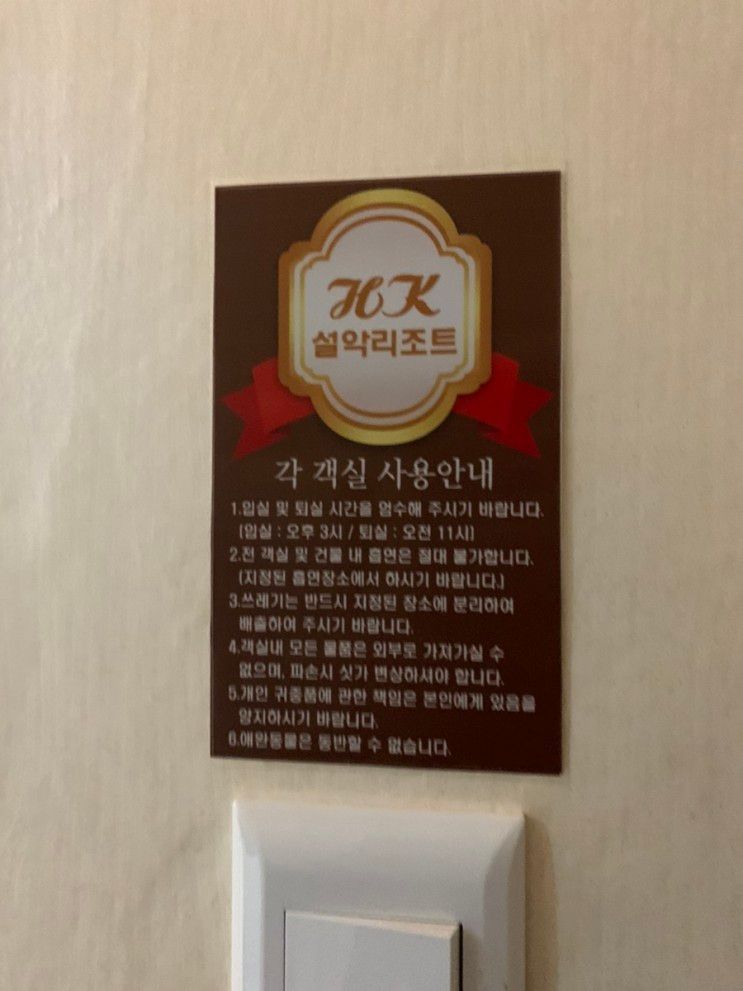 HK
설악리조트
각 객실 사용안내
1.입실 및 퇴실 시간을 엄수해 주시기 바랍니다.
(입실 : 오후 3시 / 퇴실 : 오전 11시)
2.전 객실 및 건물 내 흡연은 절대 불가합니다.
(지정된 흡연장소에서 하시기 바랍니다.)
3.쓰레기는 반드시 지정된 장소에 분리하여
배출하여 주시기 바랍니다.
4.객실내 모든 물품은 외부로 가져가실 수
없으며, 파손시 싯가 변상하셔야 합니다.
5.개인 귀중품에 관한 책임은 본인에게 있음을
양지하시기 바랍니다.
6.애완동물은 동반할 수 없습니다.